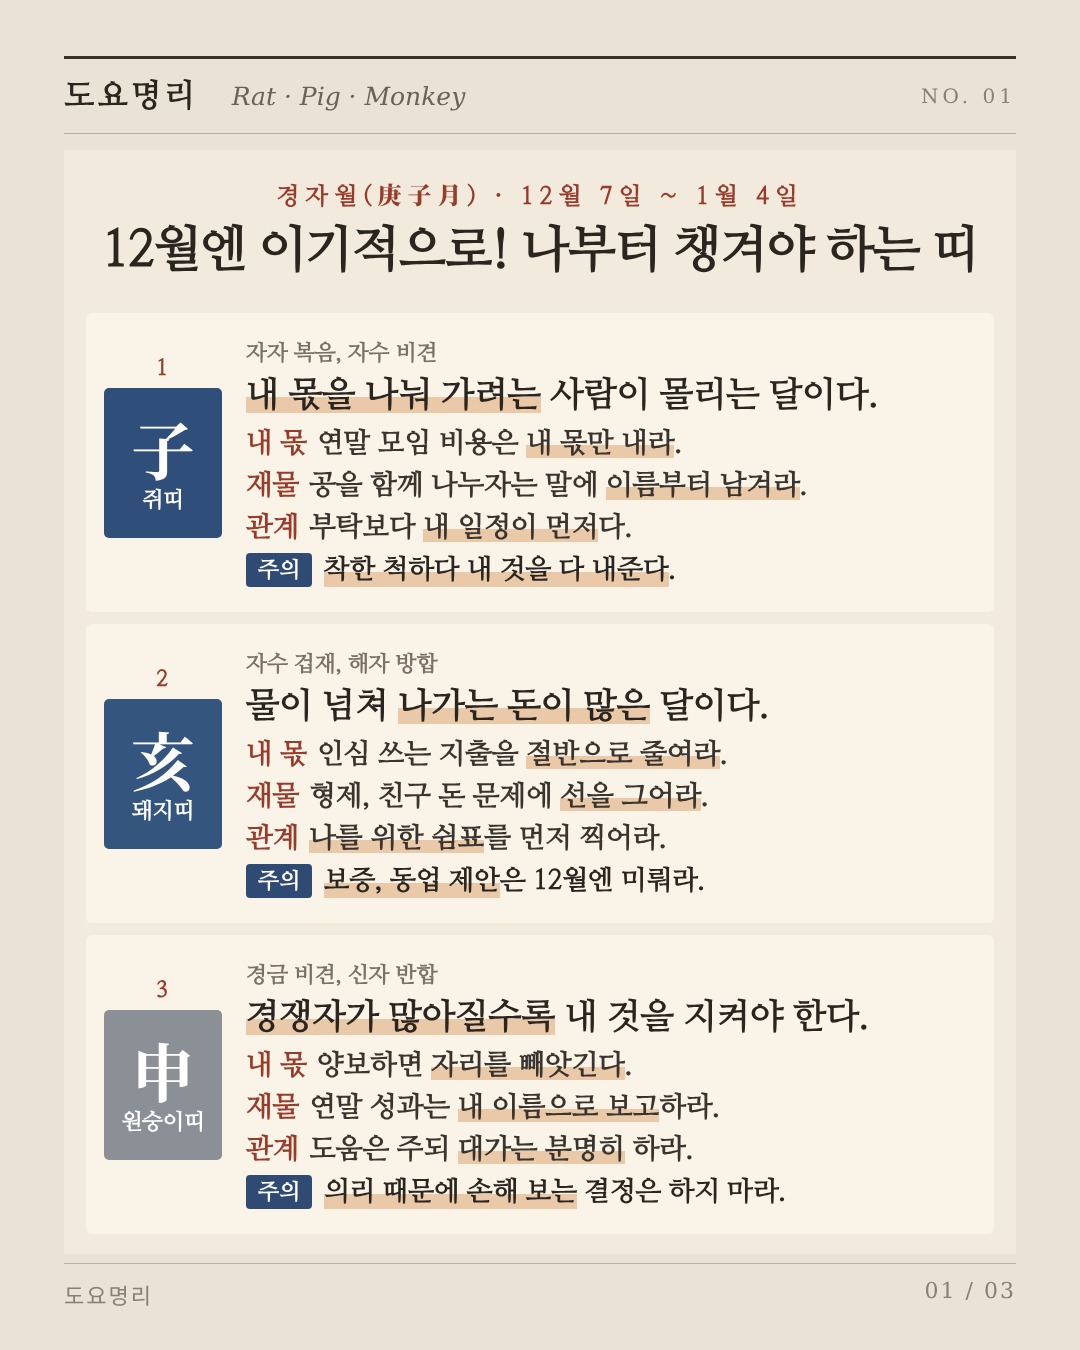 도요명리 Rat · Pig · Monkey NO. 01
경자월(庚子月) · 12월 7일 ~ 1월 4일
12월엔 이기적으로! 나부터 챙겨야 하는 띠
1
子
쥐띠
자자 복음, 자수 비견
내 몫을 나눠 가려는 사람이 몰리는 달이다.
내 몫 연말 모임 비용은 내 몫만 내라.
재물 공을 함께 나누자는 말에 이름부터 남겨라.
관계 부탁보다 내 일정이 먼저다.
주의 착한 척하다 내 것을 다 내준다.
2
亥
돼지띠
자수 겁재, 해자 방합
물이 넘쳐 나가는 돈이 많은 달이다.
내 몫 인심 쓰는 지출을 절반으로 줄여라.
재물 형제, 친구 돈 문제에 선을 그어라.
관계 나를 위한 쉼표를 먼저 찍어라.
주의 보증, 동업 제안은 12월엔 미뤄라.
3
申
원숭이띠
경금 비견, 신자 반합
경쟁자가 많아질수록 내 것을 지켜야 한다.
내 몫 양보하면 자리를 빼앗긴다.
재물 연말 성과는 내 이름으로 보고하라.
관계 도움은 주되 대가는 분명히 하라.
주의 의리 때문에 손해 보는 결정은 하지 마라.
도요명리 01 / 03